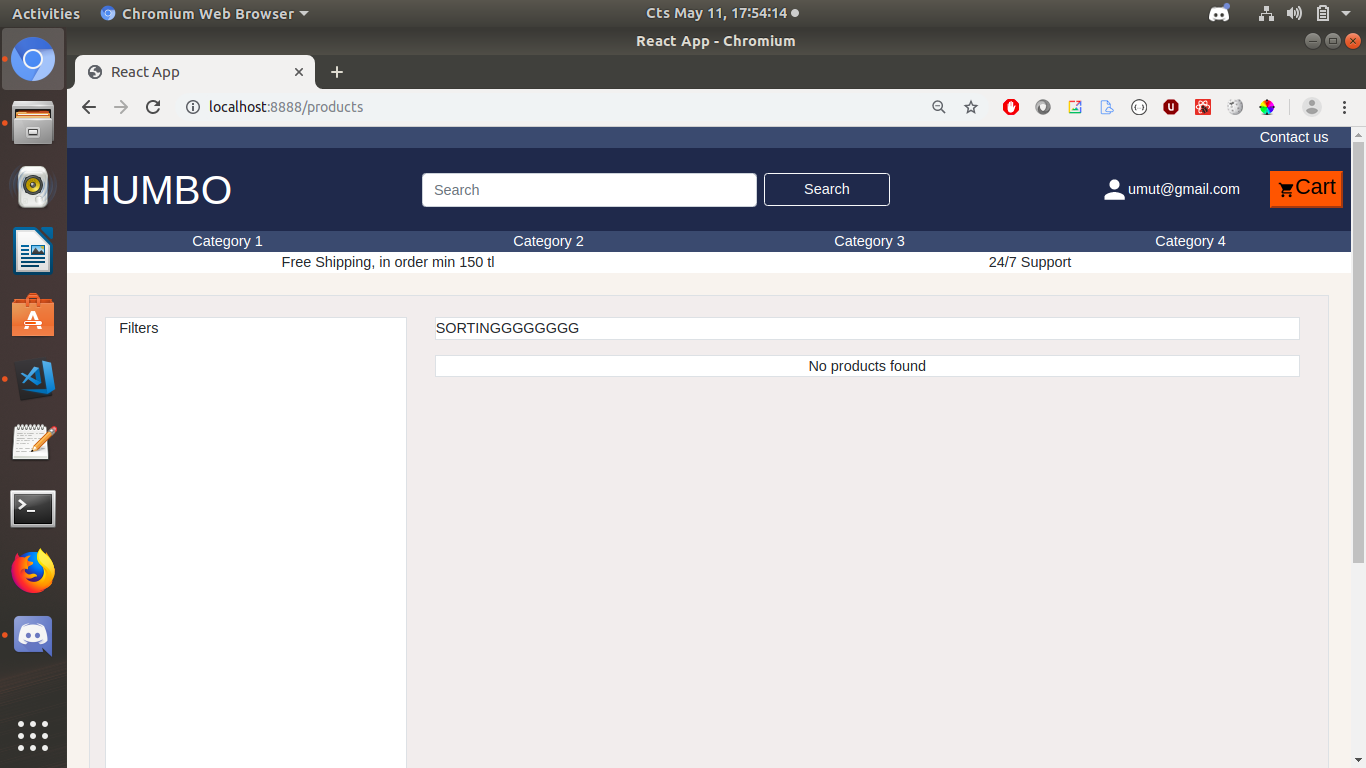 Activities Chromium Web Browser Cts May 11, 17:54:14
React App - Chromium
React App
localhost:8888/products
Contact us
HUMBO Search Search umut@gmail.com Cart
Category 1 Category 2 Category 3 Category 4
Free Shipping, in order min 150 tl 24/7 Support
Filters SORTINGGGGGGGG
No products found